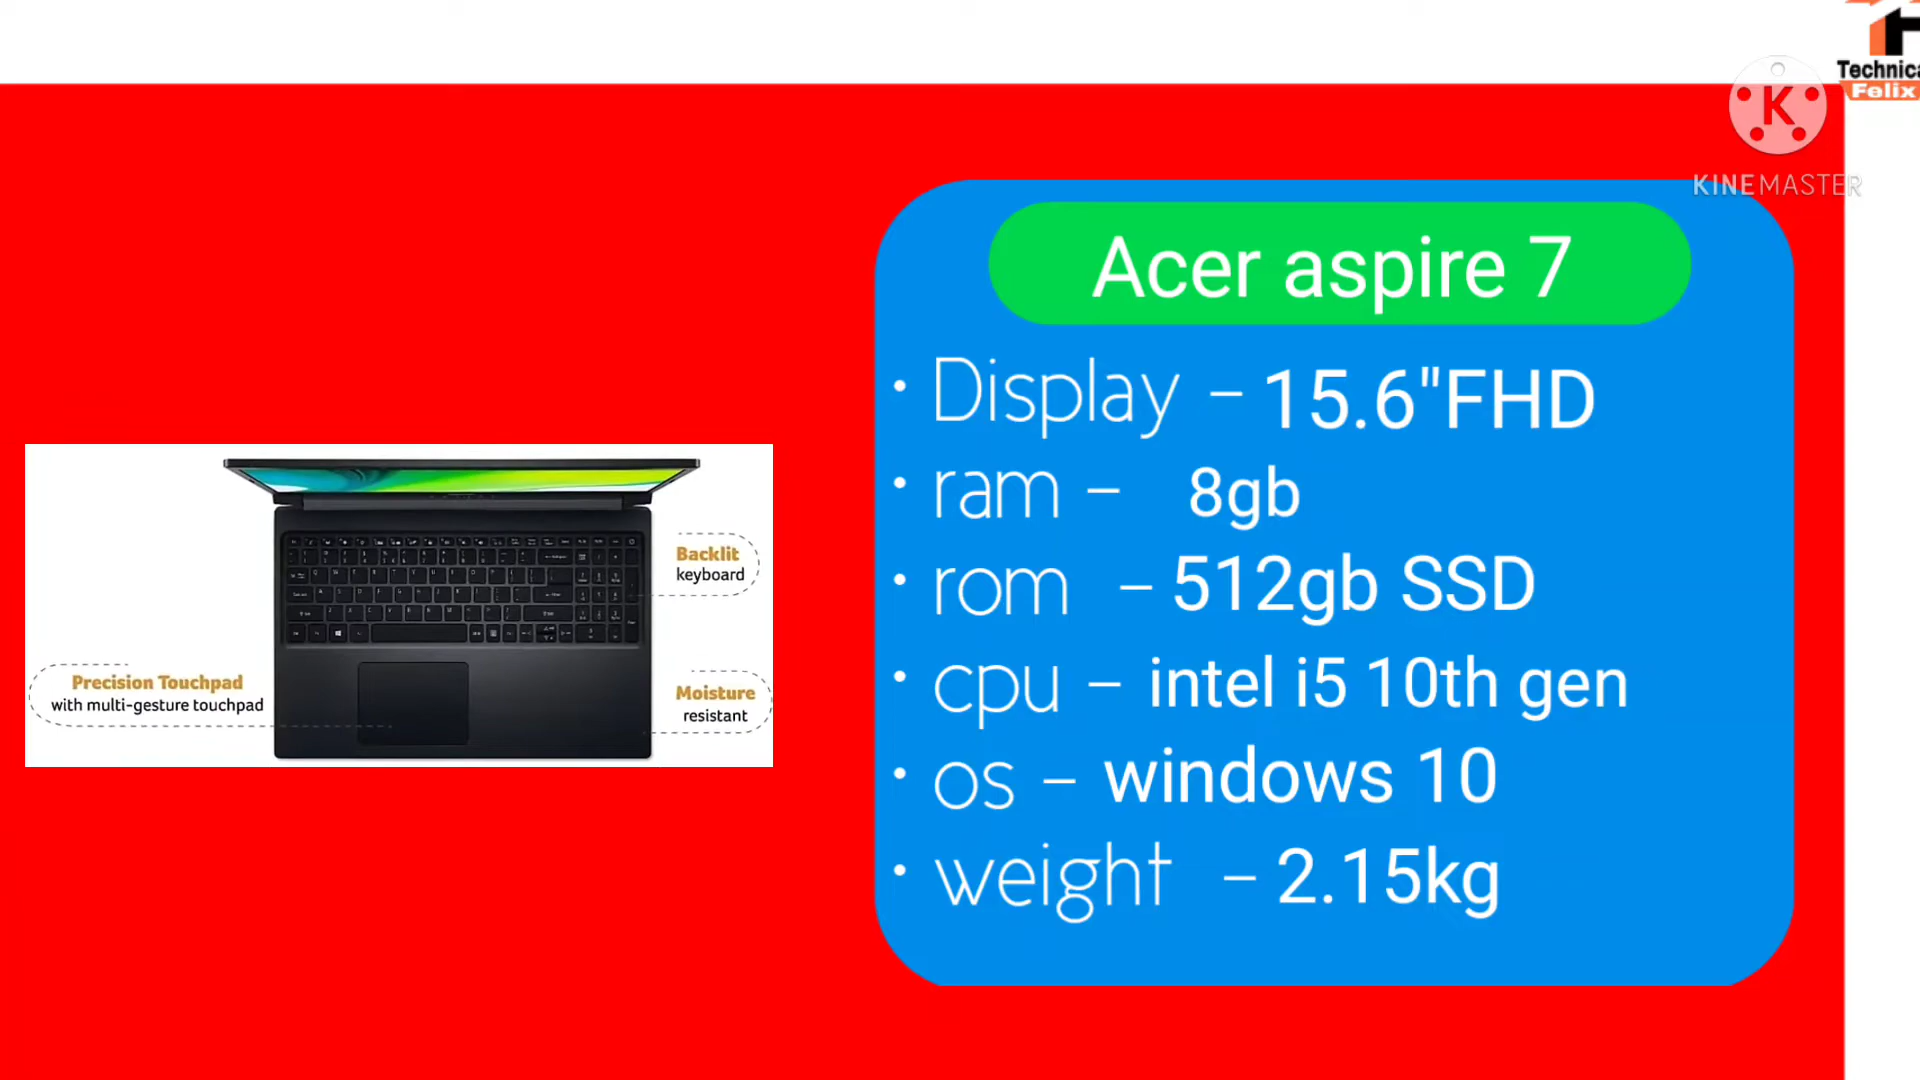 Technica
Felix
K
KINEMASTER
Acer aspire 7
• Display – 15.6"FHD
• ram – 8gb
• rom – 512gb SSD
• cpu – intel i5 10th gen
• os – windows 10
• weight – 2.15kg
Backlit
keyboard
Precision Touchpad
with multi-gesture touchpad
Moisture
resistant